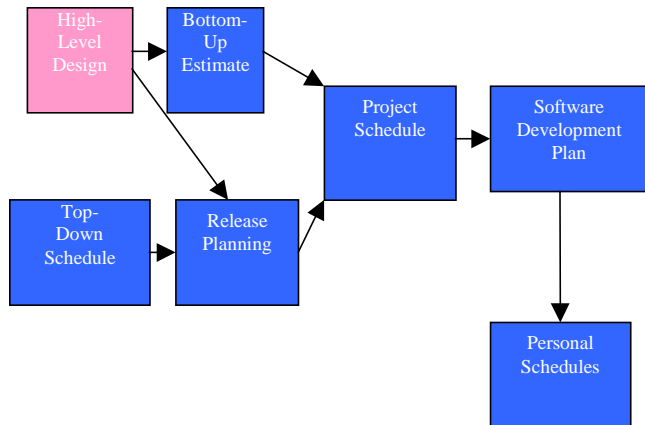 High-
Level
Design
Bottom-
Up
Estimate
Project
Schedule
Software
Development
Plan
Top-
Down
Schedule
Release
Planning
Personal
Schedules